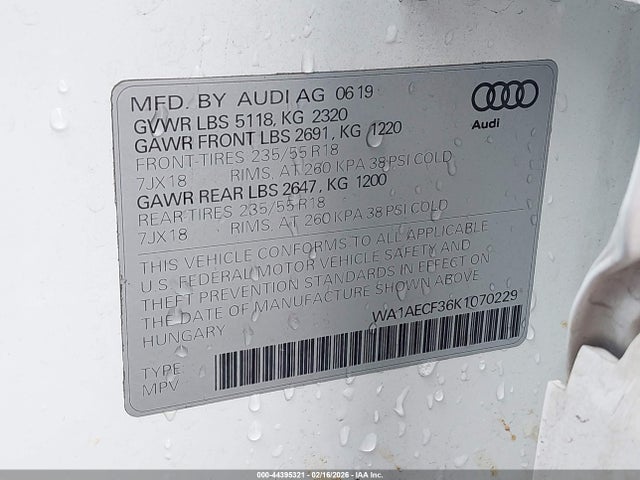 MFD. BY AUDI AG 06 19
GVWR LBS 5118, KG 2320
GAWR FRONT LBS 2691, KG 1220
FRONT-TIRES 235/55 R18
7JX18 RIMS, AT 260 KPA 38 PSI COLD
GAWR REAR LBS 2647, KG 1200
REAR TIRES 235/55 R18
7JX18 RIMS, AT 260 KPA 38 PSI COLD
Audi
THIS VEHICLE CONFORMS TO ALL APPLICABLE
U.S. FEDERAL MOTOR VEHICLE SAFETY AND
THEFT PREVENTION STANDARDS IN EFFECT ON
THE DATE OF MANUFACTURE SHOWN ABOVE.
HUNGARY
WA1AECF36K1070229
TYPE:
MPV
000-44395321 - 02/16/2026 - IAA Inc.